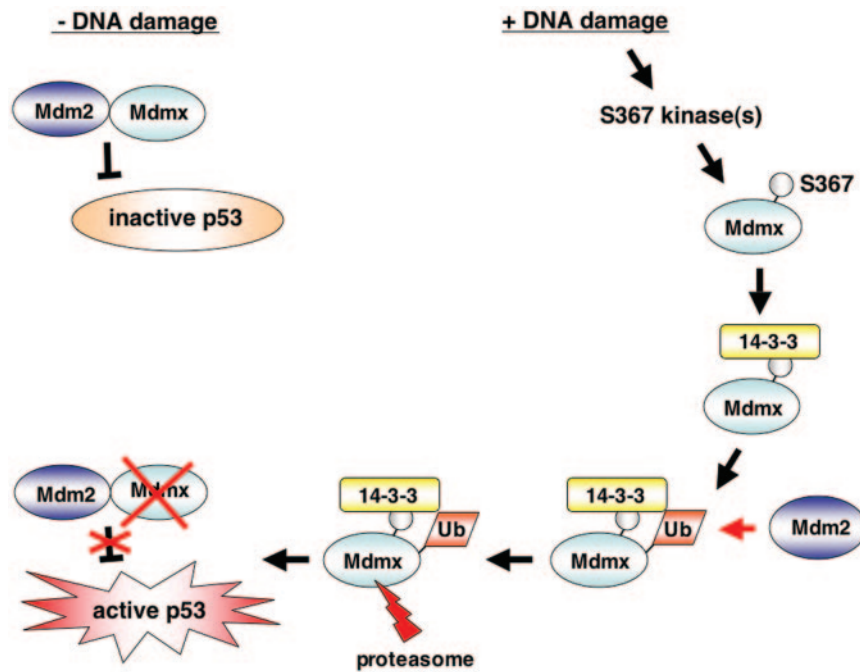 - DNA damage
+ DNA damage
Mdm2
Mdmx
inactive p53
S367 kinase(s)
S367
Mdmx
14-3-3
Mdmx
Mdm2
Mdmx
active p53
14-3-3
Ub
Mdmx
proteasome
14-3-3
Ub
Mdmx
Mdm2